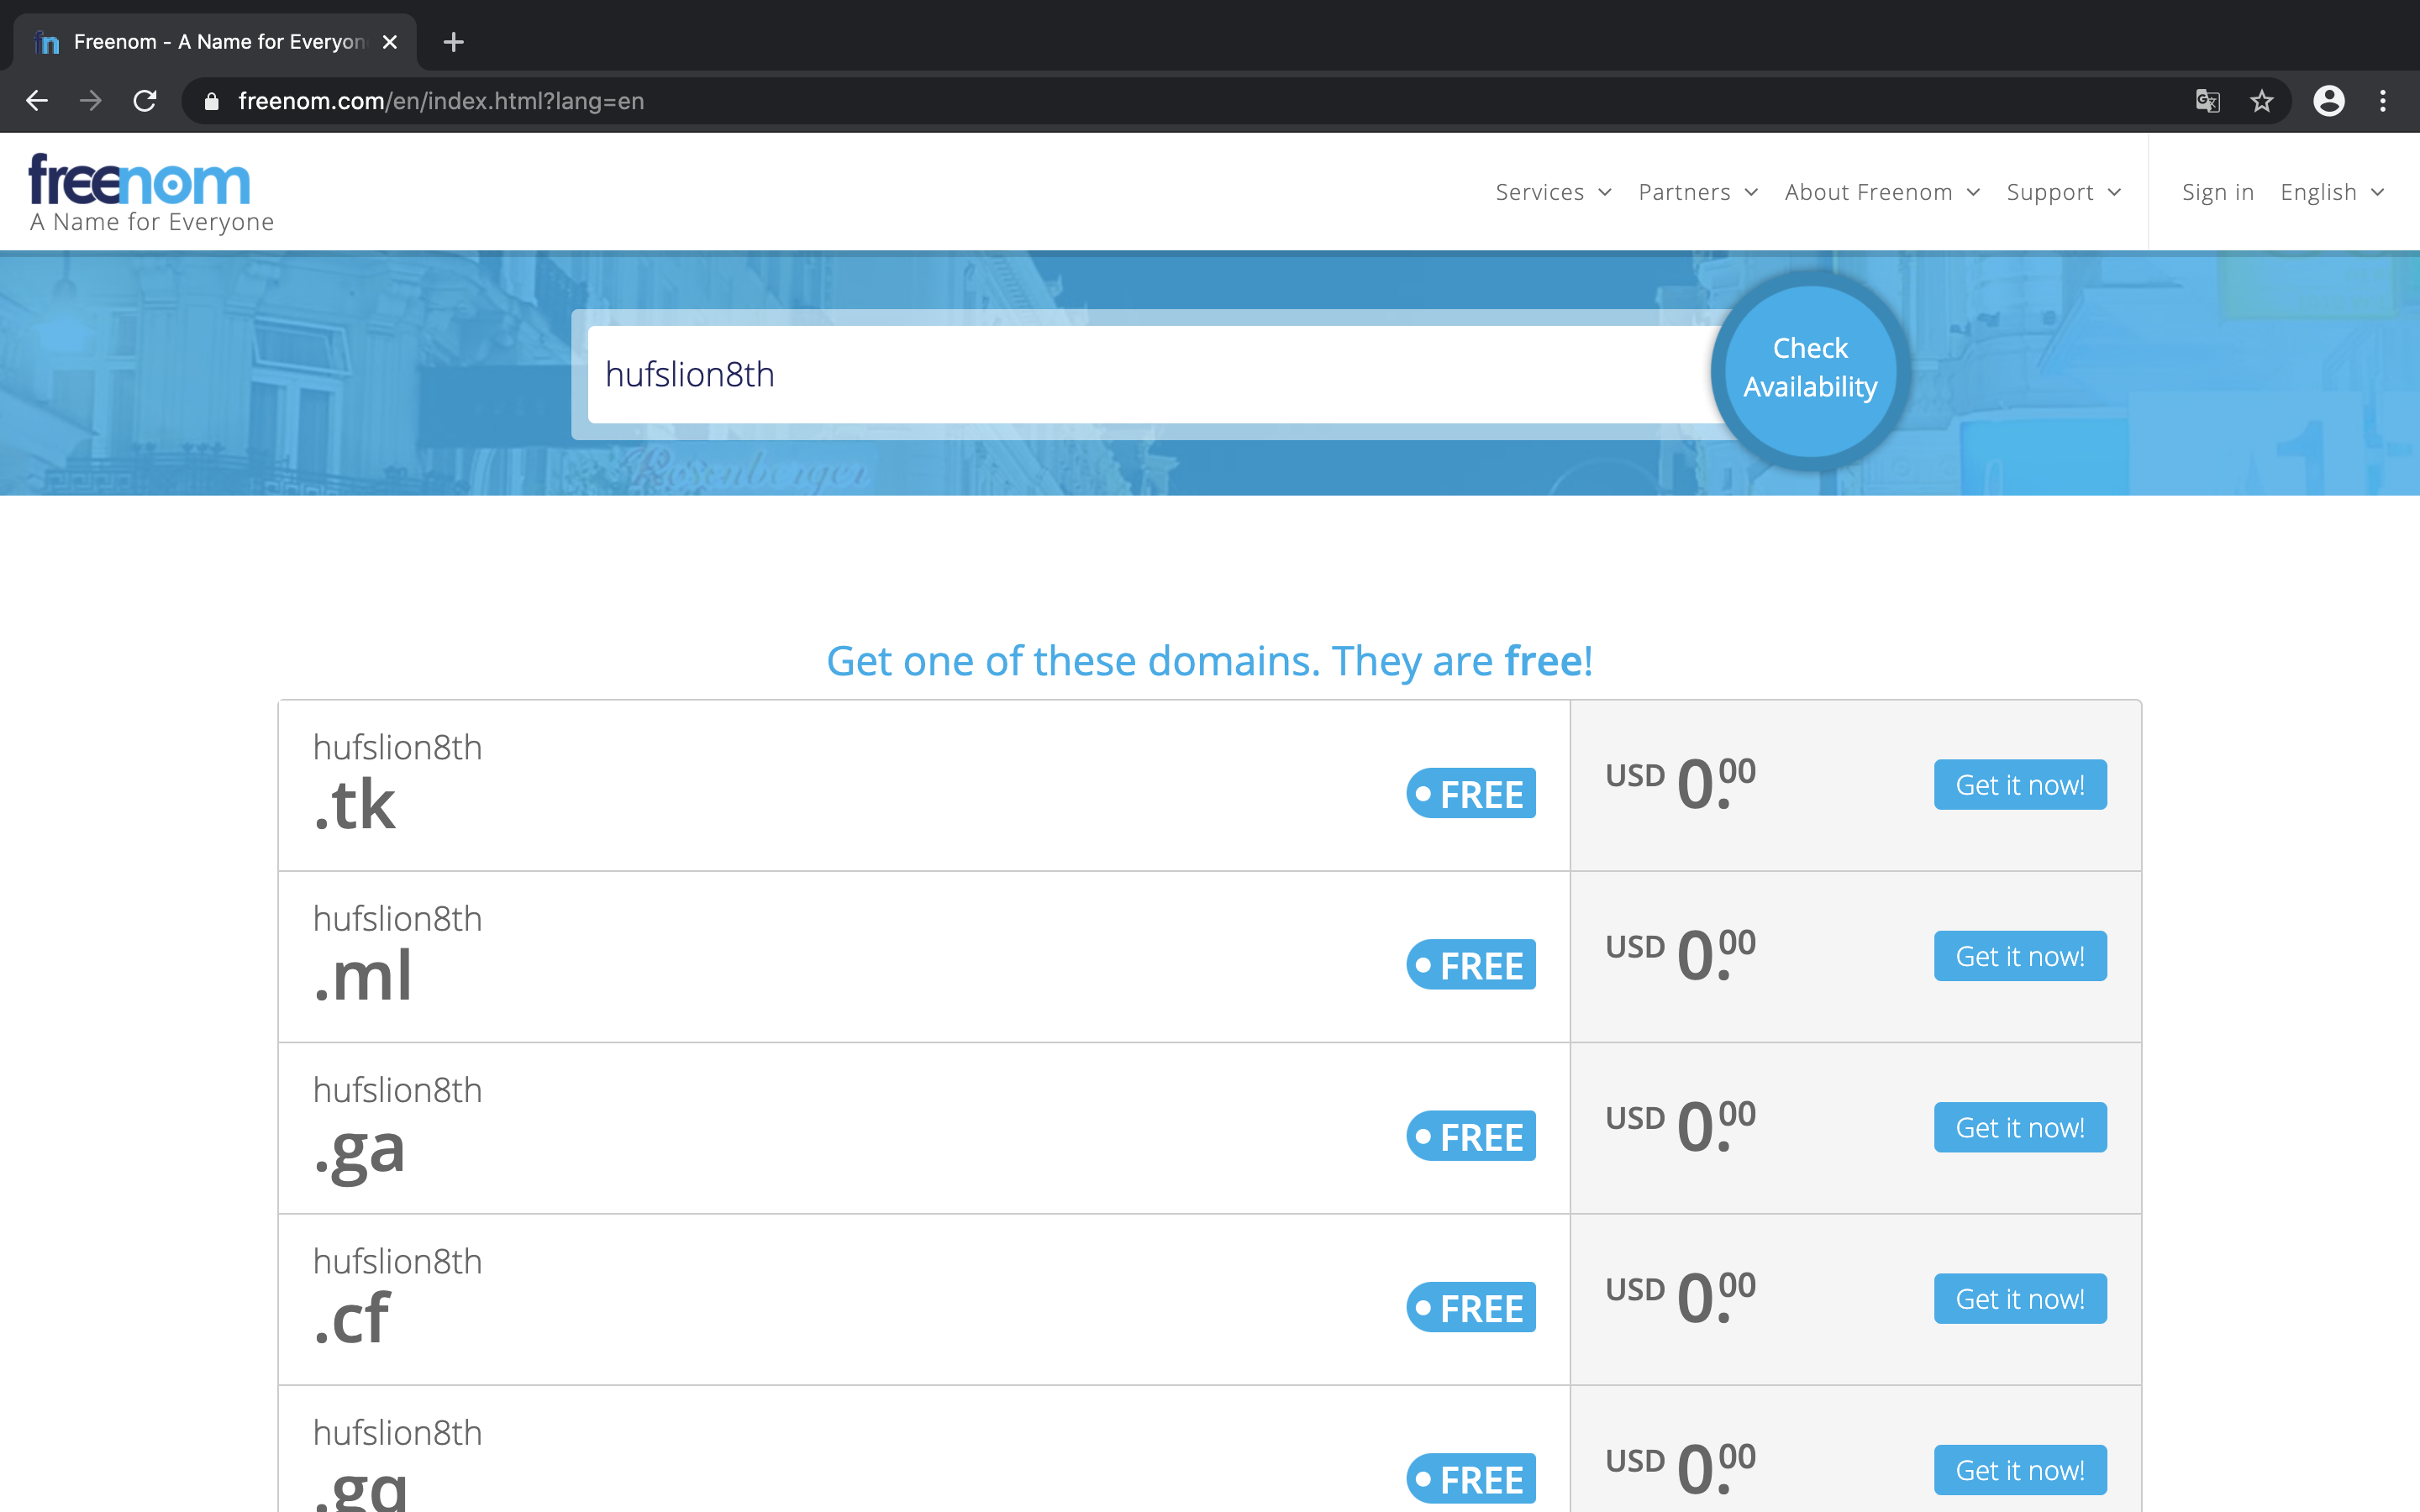 Freenom - A Name for Everyon
freenom.com/en/index.html?lang=en
freenom
A Name for Everyone
Services Partners About Freenom Support Sign in English
hufslion8th
Check
Availability
Rosenberger
Get one of these domains. They are free!
hufslion8th
.tk
FREE
USD 0.00
Get it now!
hufslion8th
.ml
FREE
USD 0.00
Get it now!
hufslion8th
.ga
FREE
USD 0.00
Get it now!
hufslion8th
.cf
FREE
USD 0.00
Get it now!
hufslion8th
.gq
FREE
USD 0.00
Get it now!